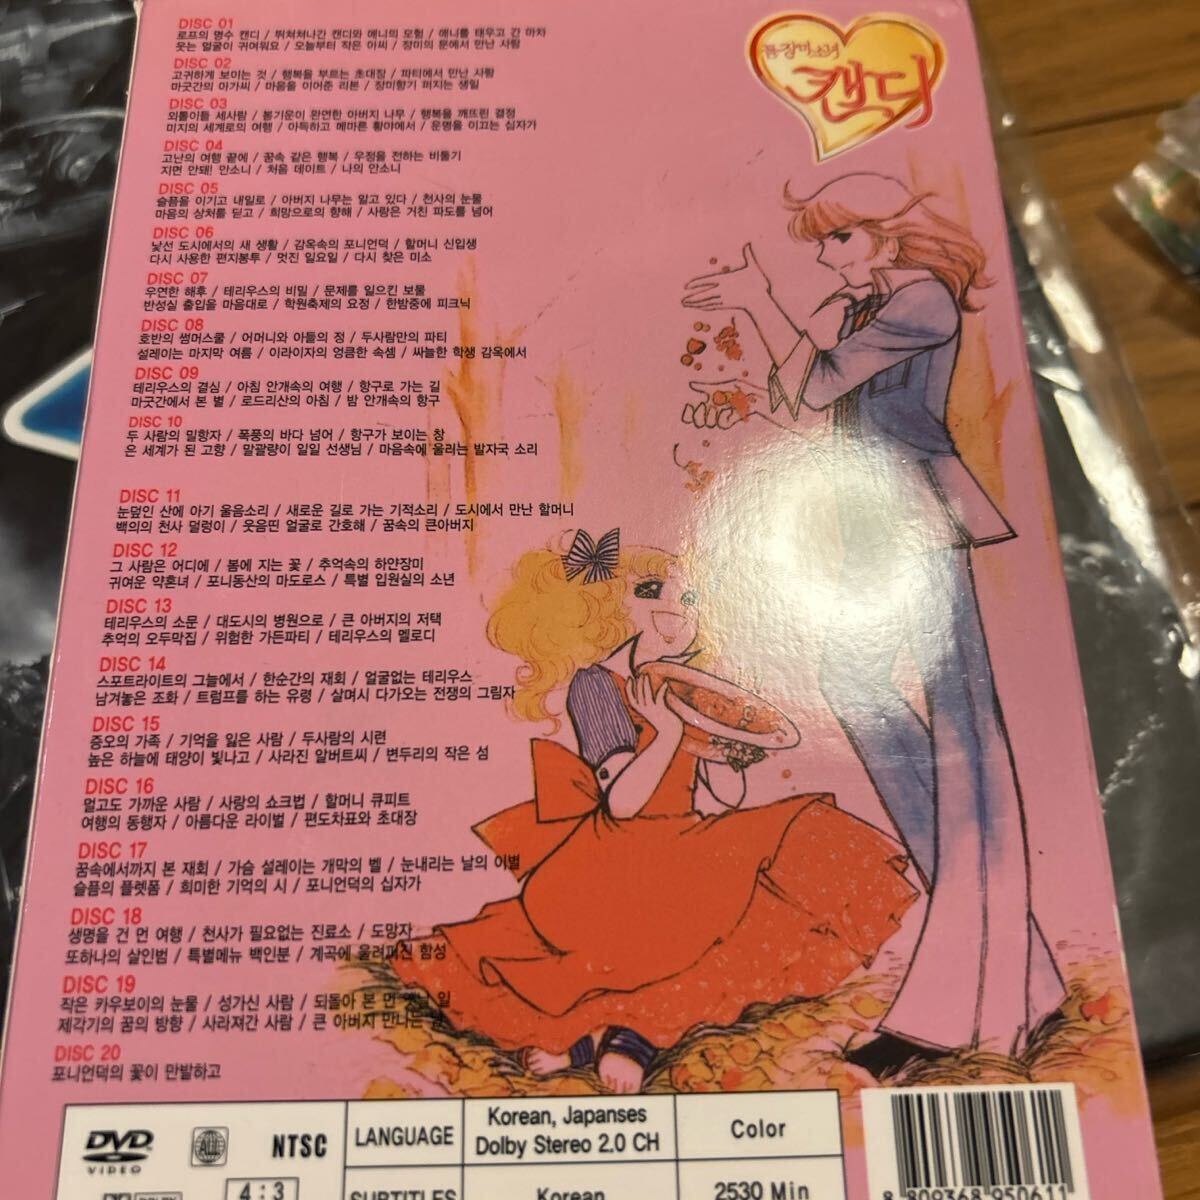 들장미소녀
캔디
DISC 01
로프의 명수 캔디 / 뛰쳐쳐나간 캔디와 애니의 모험 / 애니를 태우고 간 마차
웃는 얼굴이 귀여워요 / 오늘부터 작은 아씨 / 장미의 문에서 만난 사람
DISC 02
고귀하게 보이는 것 / 행복을 부르는 초대장 / 파티에서 만난 사람
마굿간의 아가씨 / 마음을 이어준 리본 / 장미향기 퍼지는 생일
DISC 03
와틀아들 세사람 / 봄기운이 완연한 아버지 나무 / 행복을 깨뜨린 결정
미지의 세계로의 여행 / 아득하고 메마른 황야에서 / 운명을 이끄는 십자가
DISC 04
고난의 여행 끝에 / 꿈속 같은 행복 / 우정을 전하는 비둘기
지면 안돼! 안소니 / 처음 데이트 / 나의 안소니
DISC 05
슬픔을 이기고 내일로 / 아버지 나무는 알고 있다 / 천사의 눈물
마음의 상처를 딛고 / 희망으로의 항해 / 사랑은 거친 파도를 넘어
DISC 06
낯선 도시에서의 새 생활 / 감옥속의 포니언덕 / 할머니 신입생
다시 사용한 편지봉투 / 멋진 일요일 / 다시 찾은 미소
DISC 07
우연한 해후 / 테리우스의 비밀 / 문제를 일으킨 보물
반성실 출입을 마음대로 / 학원축제의 요정 / 한밤중에 피크닉
DISC 08
호반의 썸머스쿨 / 어머니와 아들의 정 / 두사람만의 파티
설레이는 마지막 여름 / 이라이자의 엉큼한 속셈 / 싸늘한 학생 감옥에서
DISC 09
테리우스의 결심 / 아침 안개속의 여행 / 항구로 가는 길
마굿간에서 본 별 / 로드리산의 아침 / 밤 안개속의 항구
DISC 10
두 사람의 밀항자 / 폭풍의 바다 넘어 / 항구가 보이는 창
은 세계가 된 고향 / 말괄량이 일일 선생님 / 마음속에 울리는 발자국 소리
DISC 11
눈덮인 산에 아기 울음소리 / 새로운 길로 가는 기적소리 / 도시에서 만난 할머니
백의의 천사 덜렁이 / 웃음띤 얼굴로 간호해 / 꿈속의 큰아버지
DISC 12
그 사람은 어디에 / 봄에 지는 꽃 / 추억속의 하얀장미
귀여운 약혼녀 / 포니동산의 마도로스 / 특별 입원실의 소년
DISC 13
테리우스의 소문 / 대도시의 병원으로 / 큰 아버지의 저택
추억의 오두막집 / 위험한 가든파티 / 테리우스의 멜로디
DISC 14
스포트라이트의 그늘에서 / 한순간의 재회 / 얼굴없는 테리우스
남겨놓은 조화 / 트럼프를 하는 유령 / 살며시 다가오는 전쟁의 그림자
DISC 15
증오의 가족 / 기억을 잃은 사람 / 두사람의 시련
높은 하늘에 태양이 빛나고 / 사라진 알버트씨 / 변두리의 작은 섬
DISC 16
멀고도 가까운 사람 / 사랑의 쇼크법 / 할머니 큐피트
여행의 동행자 / 아름다운 라이벌 / 편도차표와 초대장
DISC 17
꿈속에서까지 본 재회 / 가슴 설레이는 개막의 벨 / 눈내리는 날의 이별
슬픔의 플렛폼 / 희미한 기억의 시 / 포니언덕의 십자가
DISC 18
생명을 건 먼 여행 / 천사가 필요없는 진료소 / 도망자
또하나의 살인범 / 특별메뉴 백인분 / 계곡에 울려퍼진 함성
DISC 19
작은 카우보이의 눈물 / 성가신 사람 / 되돌아 본 먼 옛날 일
제각기의 꿈의 방향 / 사라져간 사람 / 큰 아버지 만나는 날
DISC 20
포니언덕의 꽃이 만발하고
DVD VIDEO
ALL
NTSC
LANGUAGE
Korean, Japanses
Dolby Stereo 2.0 CH
Color
4:3
SUBTITLES
Korean
2530 Min
8 809368 950611